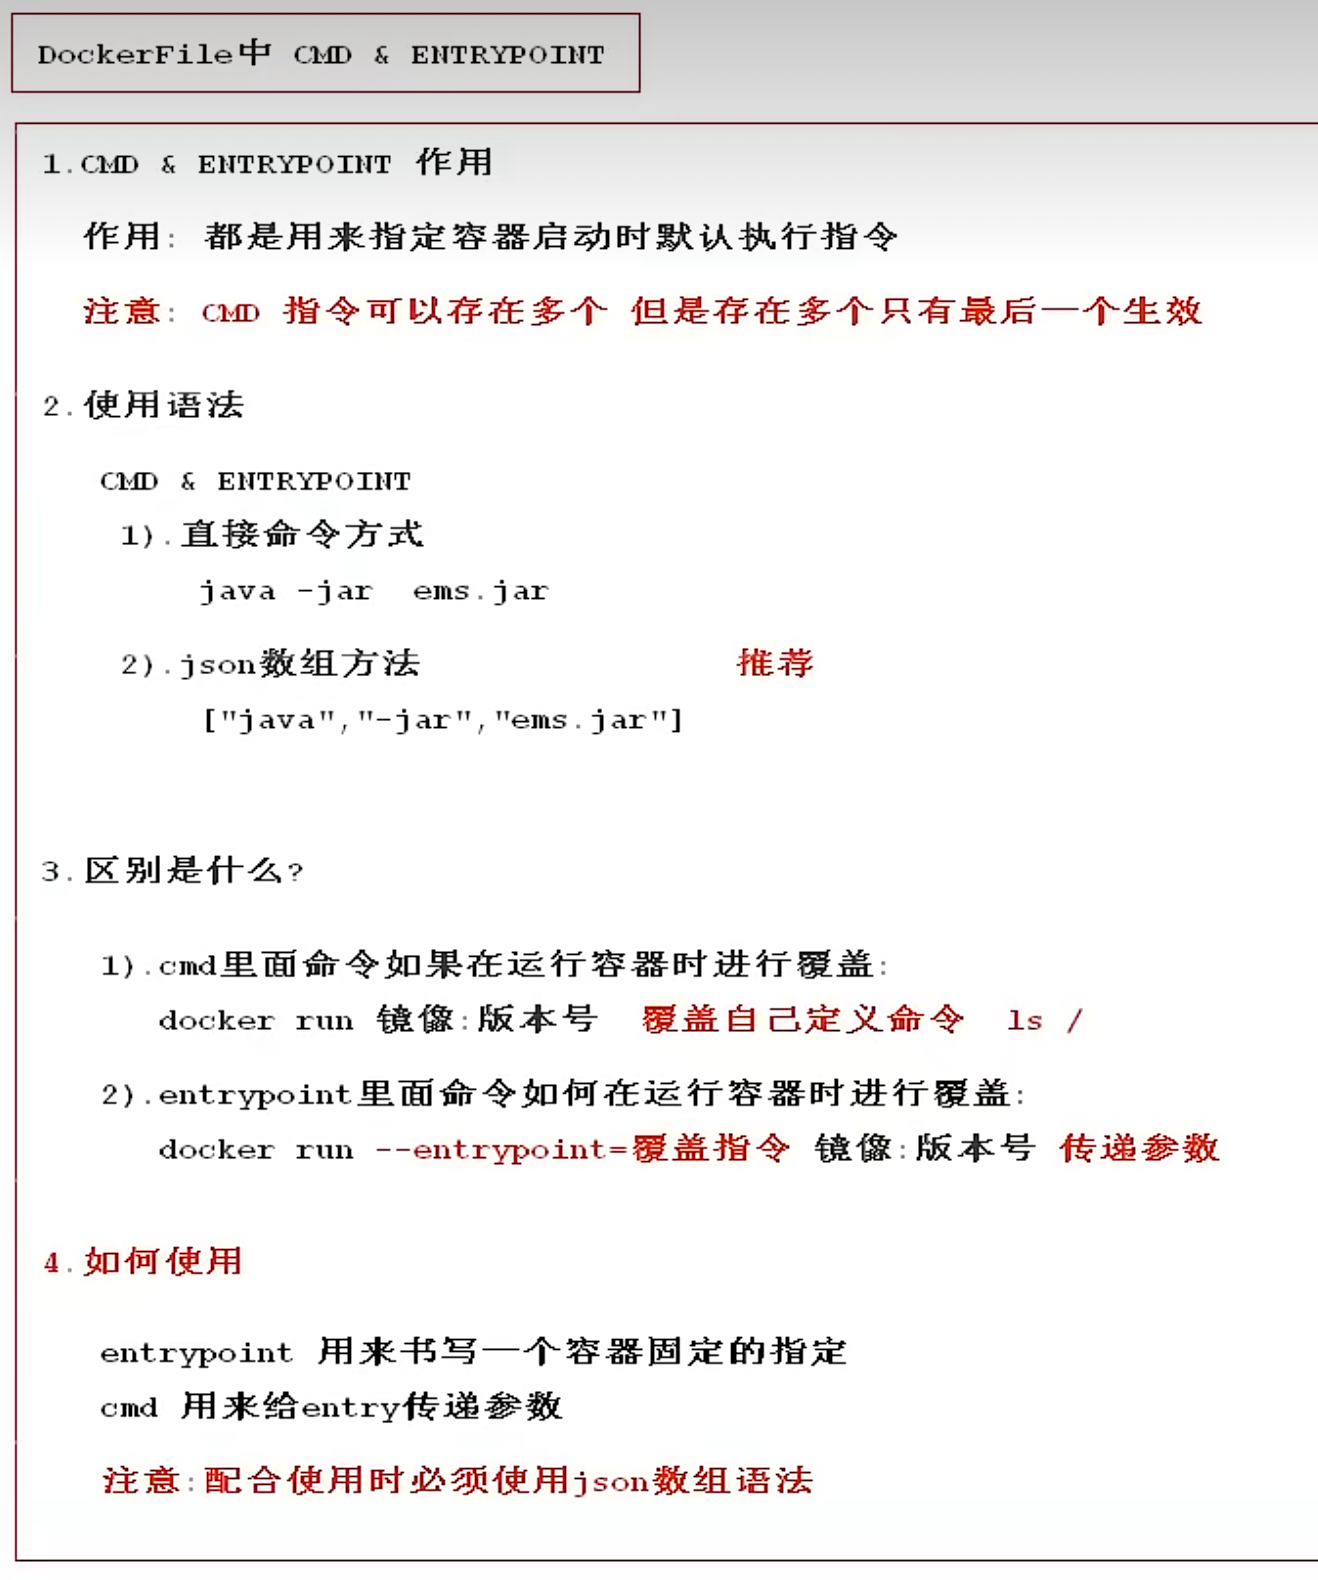 DockerFile中 CMD & ENTRYPOINT
1.CMD & ENTRYPOINT 作用
作用: 都是用来指定容器启动时默认执行指令
注意: CMD 指令可以存在多个 但是存在多个只有最后一个生效
2.使用语法
CMD & ENTRYPOINT
1).直接命令方式
java -jar ems.jar
2).json数组方法 推荐
["java","-jar","ems.jar"]
3.区别是什么?
1).cmd里面命令如果在运行容器时进行覆盖:
docker run 镜像:版本号 覆盖自己定义命令 ls /
2).entrypoint里面命令如何在运行容器时进行覆盖:
docker run --entrypoint=覆盖指令 镜像:版本号 传递参数
4.如何使用
entrypoint 用来书写一个容器固定的指定
cmd 用来给entry传递参数
注意:配合使用时必须使用json数组语法